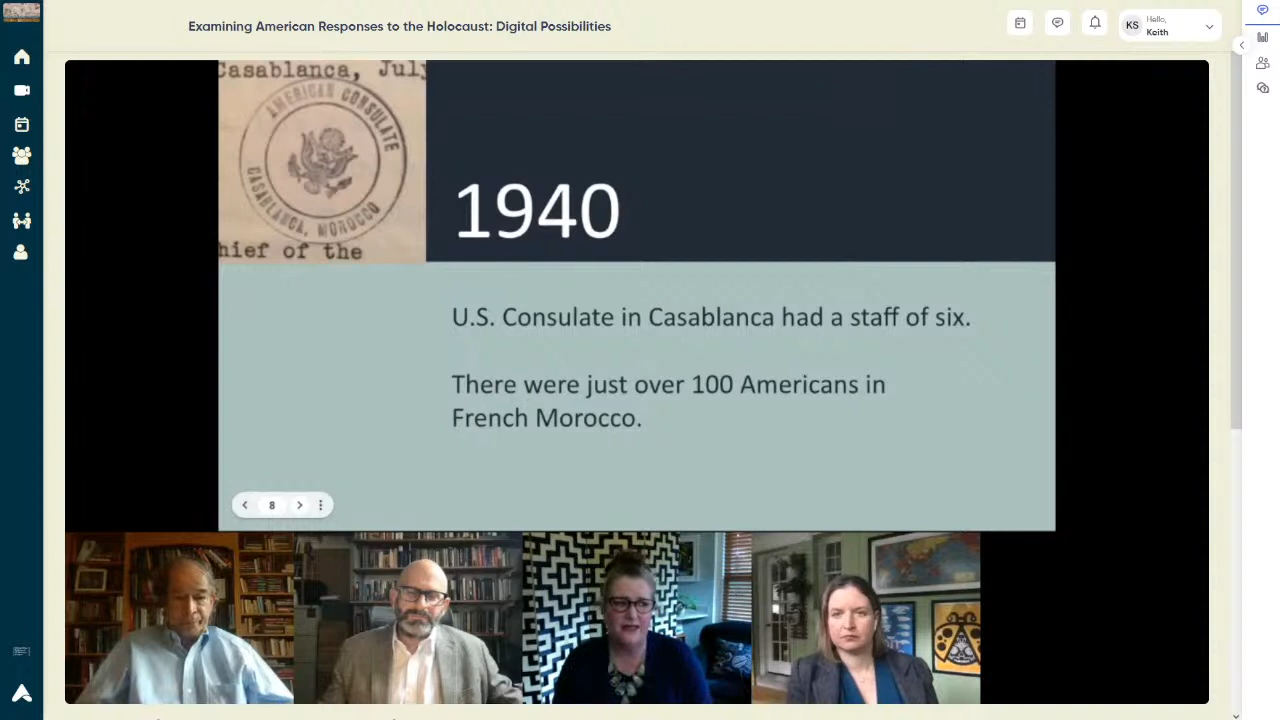 Examining American Responses to the Holocaust: Digital Possibilities
KS
Hello,
Keith
Casablanca, July
AMERICAN CONSULATE
CASABLANCA, MOROCCO
hief of the
1940
U.S. Consulate in Casablanca had a staff of six.
There were just over 100 Americans in
French Morocco.
8